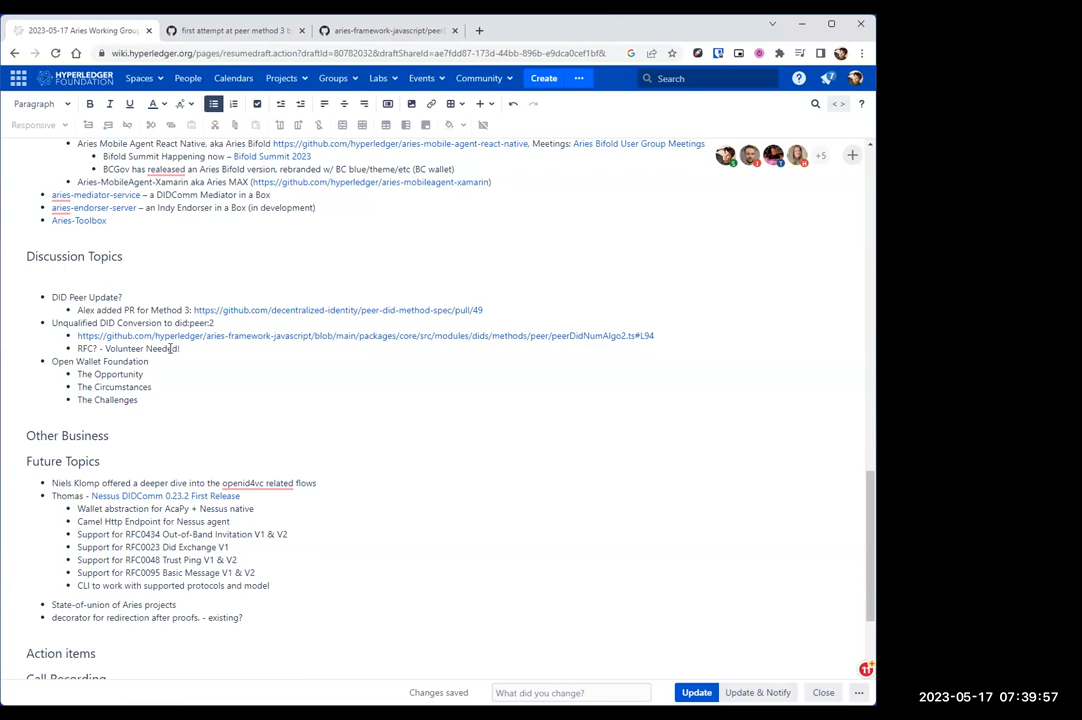 2023-05-17 Aries Working Group
first attempt at peer method 3 b
aries-framework-javascript/peer
wiki.hyperledger.org/pages/resumedraft.action?draftId=80782032&draftShareId=ae7fdd87-173d-44bb-896b-e9dca0cef1bf&
HYPERLEDGER FOUNDATION Spaces People Calendars Projects Groups Labs Events Community Create Search
Paragraph B I U A
Responsive
Aries Mobile Agent React Native, aka Aries Bifold https://github.com/hyperledger/aries-mobile-agent-react-native, Meetings: Aries Bifold User Group Meetings
Bifold Summit Happening now – Bifold Summit 2023
+5
BCGov has realeased an Aries Bifold version, rebranded w/ BC blue/theme/etc (BC wallet)
Aries-MobileAgent-Xamarin aka Aries MAX (https://github.com/hyperledger/aries-mobileagent-xamarin)
aries-mediator-service – a DIDComm Mediator in a Box
aries-endorser-server – an Indy Endorser in a Box (in development)
Aries-Toolbox
Discussion Topics
DID Peer Update?
Alex added PR for Method 3: https://github.com/decentralized-identity/peer-did-method-spec/pull/49
Unqualified DID Conversion to did:peer:2
https://github.com/hyperledger/aries-framework-javascript/blob/main/packages/core/src/modules/dids/methods/peer/peerDidNumAlgo2.ts#L94
RFC? - Volunteer Needed!
Open Wallet Foundation
The Opportunity
The Circumstances
The Challenges
Other Business
Future Topics
Niels Klomp offered a deeper dive into the openid4vc related flows
Thomas - Nessus DIDComm 0.23.2 First Release
Wallet abstraction for AcaPy + Nessus native
Camel Http Endpoint for Nessus agent
Support for RFC0434 Out-of-Band Invitation V1 & V2
Support for RFC0023 Did Exchange V1
Support for RFC0048 Trust Ping V1 & V2
Support for RFC0095 Basic Message V1 & V2
CLI to work with supported protocols and model
State-of-union of Aries projects
decorator for redirection after proofs. - existing?
Action items
Call Recording
Changes saved What did you change? Update Update & Notify Close
2023-05-17 07:39:57